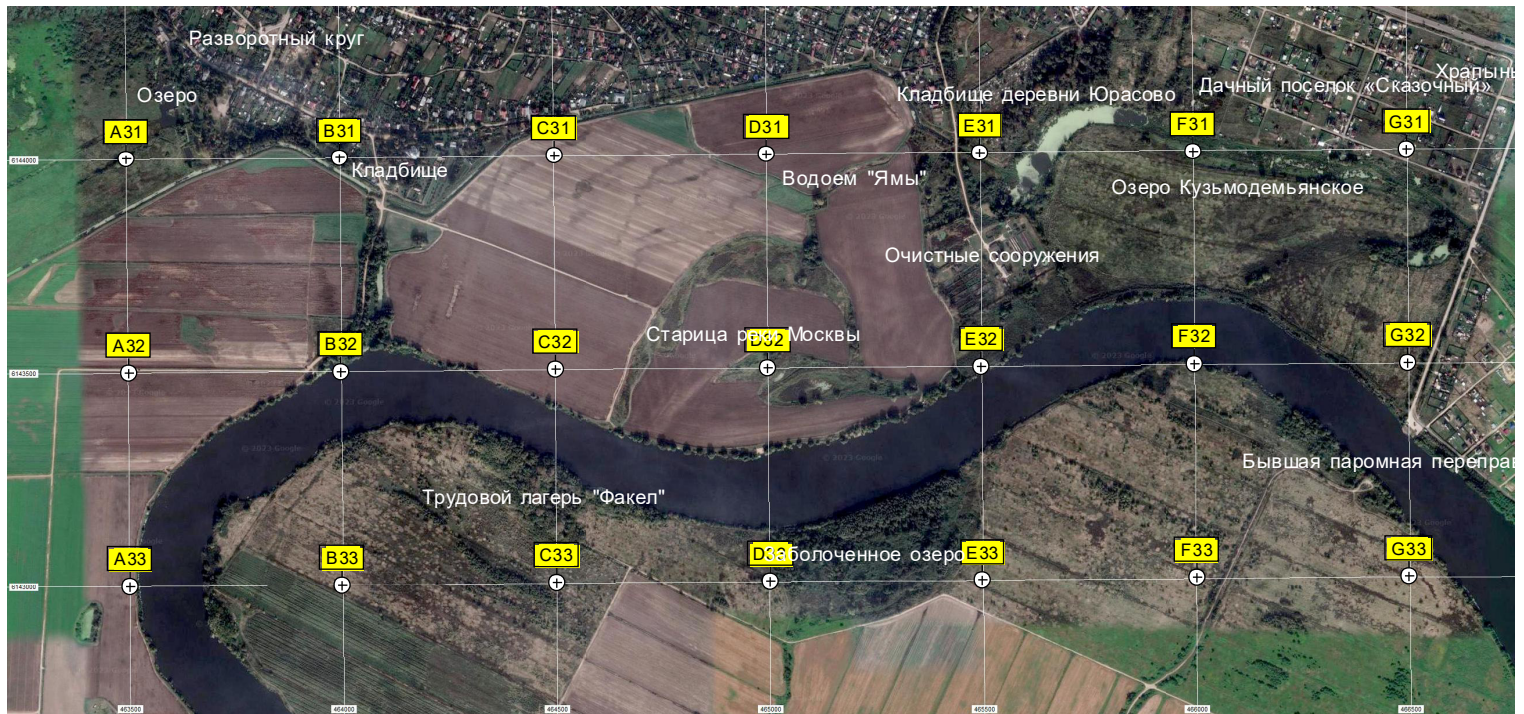 Разворотный круг
Озеро
Кладбище деревни Юрасово
Дачный поселок «Сказочный»
A31
B31
C31
D31
E31
F31
G31
6144000
Кладбище
Водоем "Ямы"
Озеро Кузьмодемьянское
Очистные сооружения
Старица реки Москвы
A32
B32
C32
D32
E32
F32
G32
6143500
© 2023 Google
Бывшая паромная переправ
Трудовой лагерь "Факел"
Заболоченное озеро
A33
B33
C33
D33
E33
F33
G33
6143000
463500
464000
464500
465000
465500
466000
466500